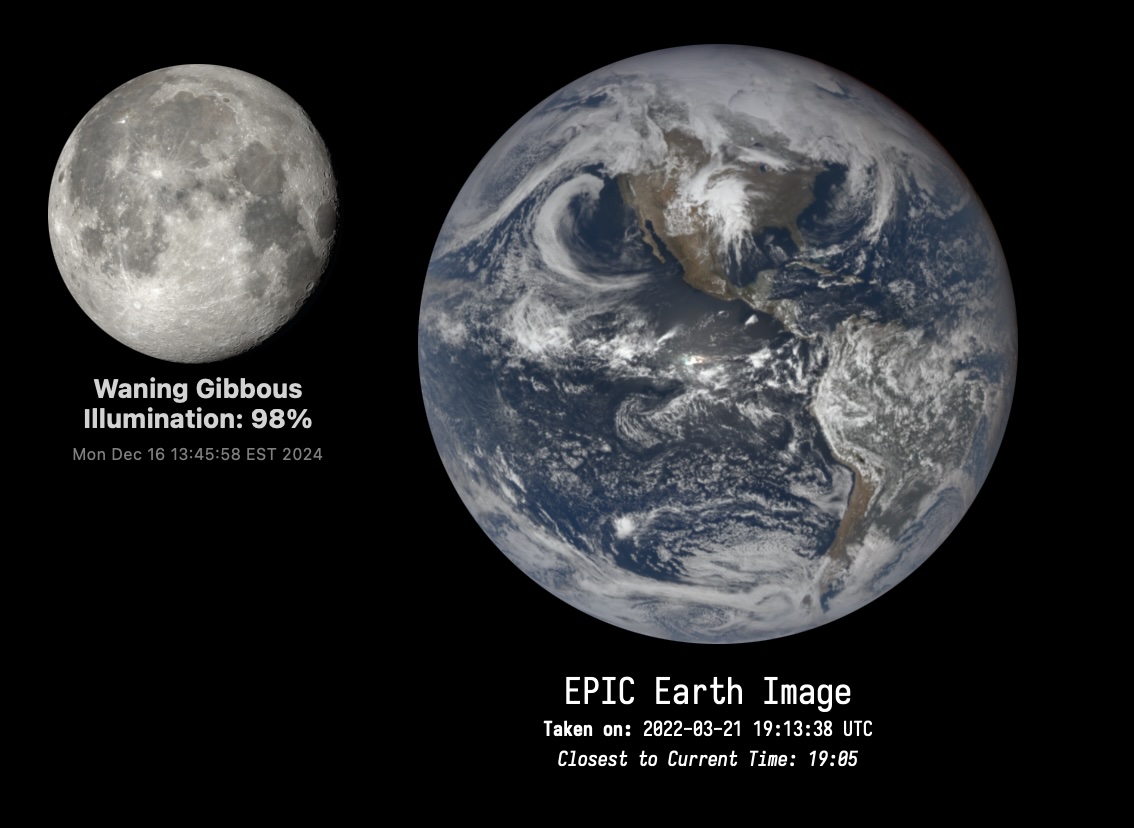 Waning Gibbous
Illumination: 98%
Mon Dec 16 13:45:58 EST 2024
EPIC Earth Image
Taken on: 2022-03-21 19:13:38 UTC
Closest to Current Time: 19:05